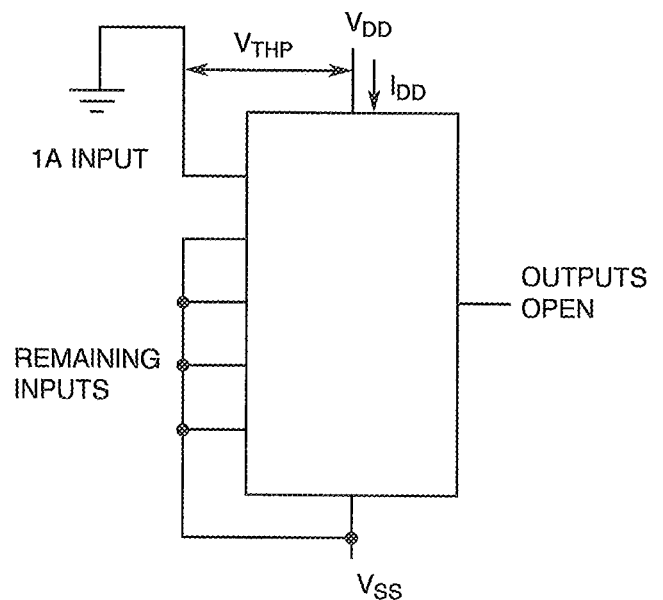 V_DD
V_THP
I_DD
1A INPUT
OUTPUTS
OPEN
REMAINING
INPUTS
V_SS